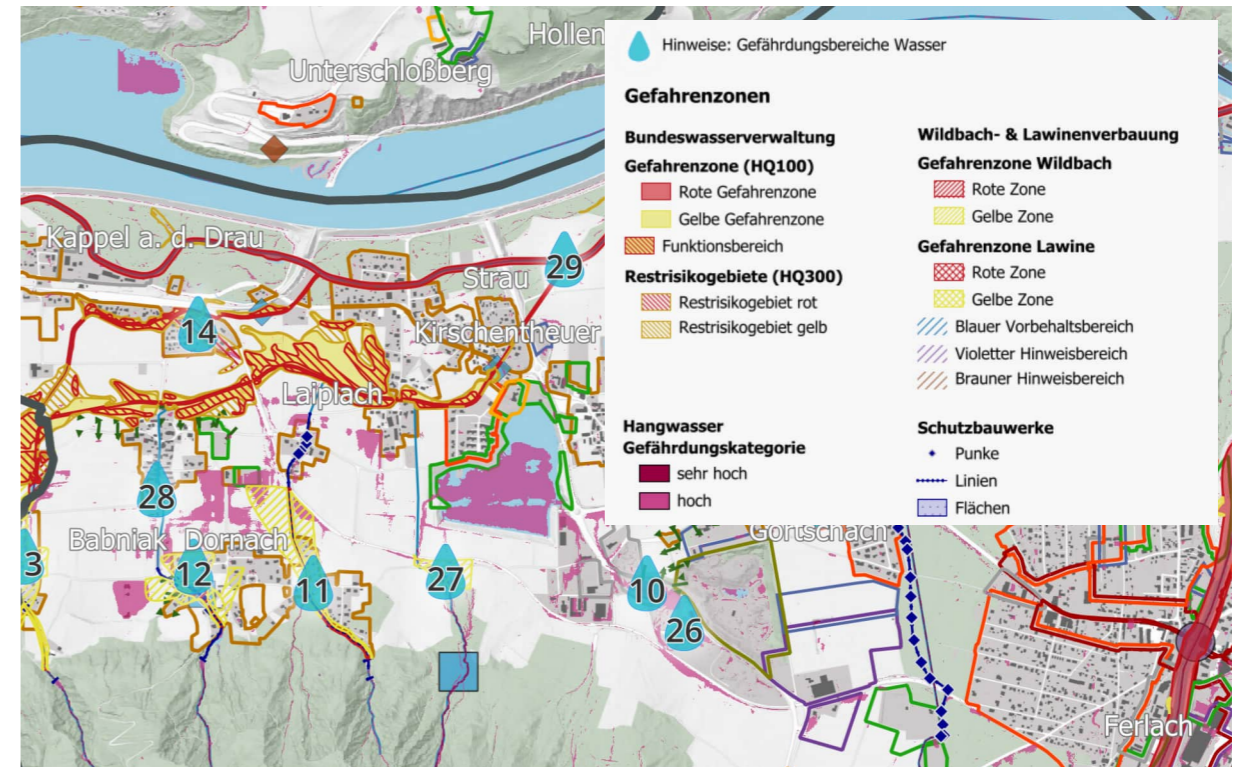 Hollen
Unterschloßberg
Kappel a. d. Drau
Strau
29
14
Kirschentheuer
Laiplach
28
Babniak Dornach
Görtschach
3
12
11
27
10
26
Ferlach
Hinweise: Gefährdungsbereiche Wasser
Gefahrenzonen
Bundeswasserverwaltung
Gefahrenzone (HQ100)
Rote Gefahrenzone
Gelbe Gefahrenzone
Funktionsbereich
Restrisikogebiete (HQ300)
Restrisikogebiet rot
Restrisikogebiet gelb
Hangwasser
Gefährdungskategorie
sehr hoch
hoch
Wildbach- & Lawinenverbauung
Gefahrenzone Wildbach
Rote Zone
Gelbe Zone
Gefahrenzone Lawine
Rote Zone
Gelbe Zone
Blauer Vorbehaltsbereich
Violetter Hinweisbereich
Brauner Hinweisbereich
Schutzbauwerke
Punke
Linien
Flächen